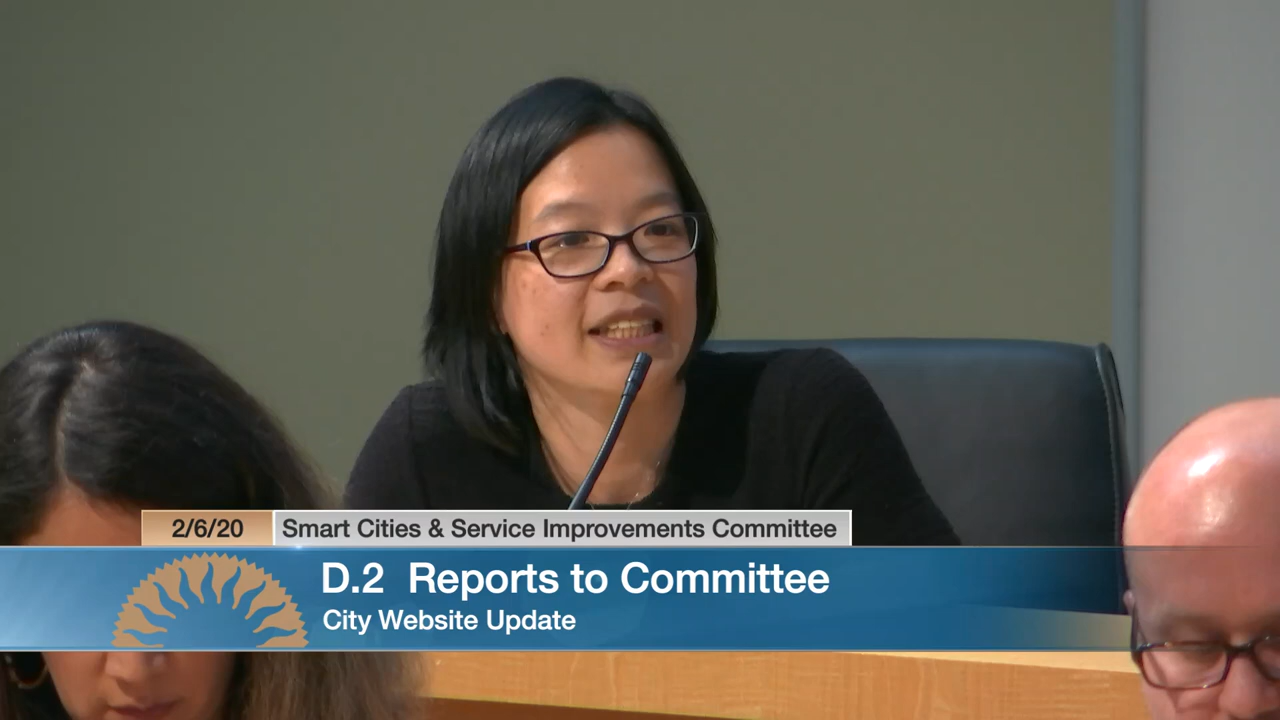 2/6/20 Smart Cities & Service Improvements Committee
D.2 Reports to Committee
City Website Update